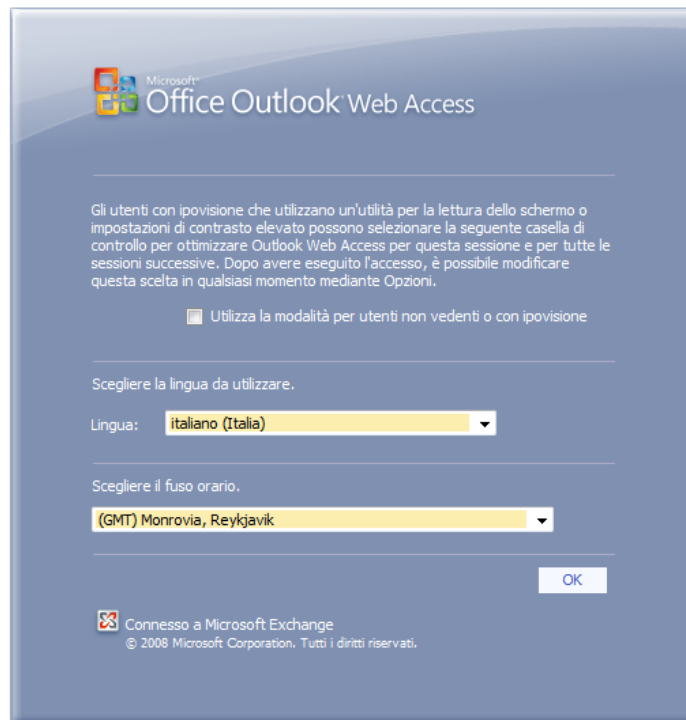 Microsoft®
Office Outlook® Web Access
Gli utenti con ipovisione che utilizzano un'utilità per la lettura dello schermo o
impostazioni di contrasto elevato possono selezionare la seguente casella di
controllo per ottimizzare Outlook Web Access per questa sessione e per tutte le
sessioni successive. Dopo avere eseguito l'accesso, è possibile modificare
questa scelta in qualsiasi momento mediante Opzioni.
Utilizza la modalità per utenti non vedenti o con ipovisione
Scegliere la lingua da utilizzare.
Lingua: italiano (Italia)
Scegliere il fuso orario.
(GMT) Monrovia, Reykjavik
OK
Connesso a Microsoft Exchange
© 2008 Microsoft Corporation. Tutti i diritti riservati.